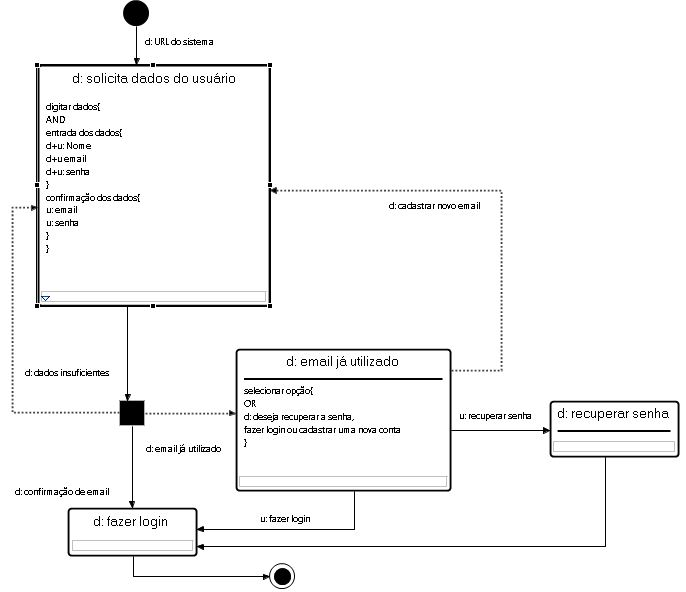 d: URL do sistema
d: solicita dados do usuário
digitar dados{
AND
entrada dos dados{
d+u: Nome
d+u email
d+u: senha
}
confirmação dos dados{
u: email
u: senha
}
}
d: cadastrar novo email
d: dados insuficientes
d: email já utilizado
selecionar opção{
OR
d: deseja recuperar a senha,
fazer login ou cadastrar uma nova conta
}
u: recuperar senha
d: recuperar senha
d: email já utilizado
d: confirmação de email
d: fazer login
u: fazer login